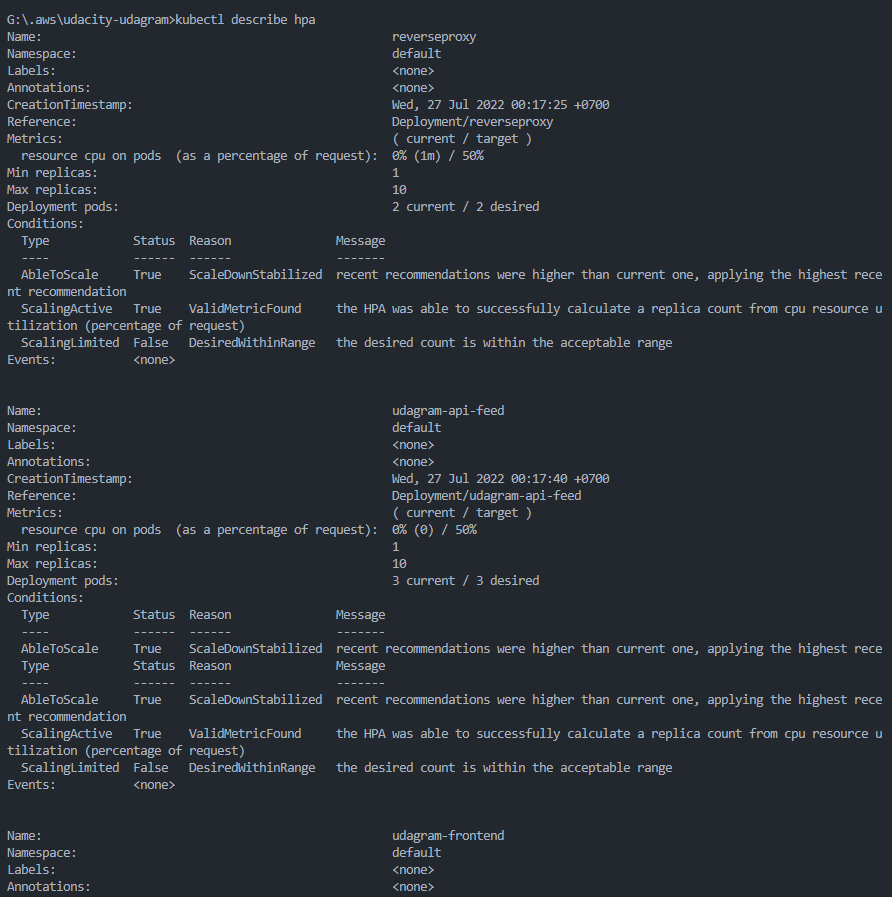 G:\.aws\udacity-udagram>kubectl describe hpa
Name:                                                  reverseproxy
Namespace:                                             default
Labels:                                                <none>
Annotations:                                           <none>
CreationTimestamp:                                     Wed, 27 Jul 2022 00:17:25 +0700
Reference:                                             Deployment/reverseproxy
Metrics:                                               ( current / target )
  resource cpu on pods  (as a percentage of request):  0% (1m) / 50%
Min replicas:                                          1
Max replicas:                                          10
Deployment pods:                                       2 current / 2 desired
Conditions:
  Type            Status  Reason               Message
  ----            ------  ------               -------
  AbleToScale     True    ScaleDownStabilized  recent recommendations were higher than current one, applying the highest rece
nt recommendation
  ScalingActive   True    ValidMetricFound     the HPA was able to successfully calculate a replica count from cpu resource u
tilization (percentage of request)
  ScalingLimited  False   DesiredWithinRange   the desired count is within the acceptable range
Events:           <none>
Name:                                                  udagram-api-feed
Namespace:                                             default
Labels:                                                <none>
Annotations:                                           <none>
CreationTimestamp:                                     Wed, 27 Jul 2022 00:17:40 +0700
Reference:                                             Deployment/udagram-api-feed
Metrics:                                               ( current / target )
  resource cpu on pods  (as a percentage of request):  0% (0) / 50%
Min replicas:                                          1
Max replicas:                                          10
Deployment pods:                                       3 current / 3 desired
Conditions:
  Type            Status  Reason               Message
  ----            ------  ------               -------
  AbleToScale     True    ScaleDownStabilized  recent recommendations were higher than current one, applying the highest rece
  Type            Status  Reason               Message
  ----            ------  ------               -------
  AbleToScale     True    ScaleDownStabilized  recent recommendations were higher than current one, applying the highest rece
nt recommendation
  ScalingActive   True    ValidMetricFound     the HPA was able to successfully calculate a replica count from cpu resource u
tilization (percentage of request)
  ScalingLimited  False   DesiredWithinRange   the desired count is within the acceptable range
Events:           <none>
Name:                                                  udagram-frontend
Namespace:                                             default
Labels:                                                <none>
Annotations:                                           <none>